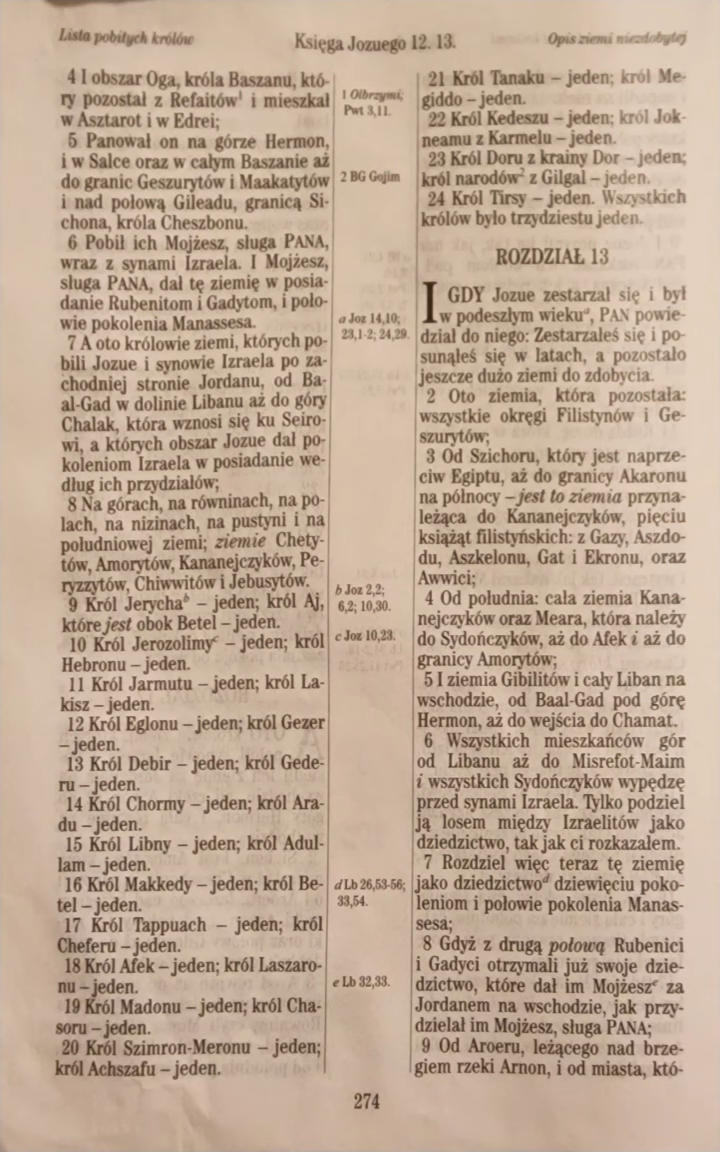 Lista pobitych królów
Księga Jozuego 12. 13.
Opis ziemi niezdobytej
4 I obszar Oga, króla Baszanu, któ-
ry pozostał z Refaitów¹ i mieszkał
w Asztarot i w Edrei;
5 Panował on na górze Hermon,
i w Salce oraz w całym Baszanie aż
do granic Geszurytów i Maakatytów
i nad połową Gileadu, granicą Si-
chona, króla Cheszbonu.
6 Pobił ich Mojżesz, sługa PANA,
wraz z synami Izraela. I Mojżesz,
sługa PANA, dał tę ziemię w posia-
danie Rubenitom i Gadytom, i poło-
wie pokolenia Manassesa.
7 A oto królowie ziemi, których po-
bili Jozue i synowie Izraela po za-
chodniej stronie Jordanu, od Ba-
al-Gad w dolinie Libanu aż do góry
Chalak, która wznosi się ku Seiro-
wi, a których obszar Jozue dał po-
koleniom Izraela w posiadanie we-
dług ich przydziałów;
8 Na górach, na równinach, na po-
lach, na nizinach, na pustyni i na
południowej ziemi; ziemie Chety-
tów, Amorytów, Kananejczyków, Pe-
ryzzytów, Chiwwitów i Jebusytów.
9 Król Jerychaᵇ – jeden; król Aj,
które jest obok Betel – jeden.
10 Król Jerozolimyᶜ – jeden; król
Hebronu – jeden.
11 Król Jarmutu – jeden; król La-
kisz – jeden.
12 Król Eglonu – jeden; król Gezer
– jeden.
13 Król Debir – jeden; król Gede-
ru – jeden.
14 Król Chormy – jeden; król Ara-
du – jeden.
15 Król Libny – jeden; król Adul-
lam – jeden.
16 Król Makkedy – jeden; król Be-
tel – jeden.
17 Król Tappuach – jeden; król
Cheferu – jeden.
18 Król Afek – jeden; król Laszaro-
nu – jeden.
19 Król Madonu – jeden; król Cha-
soru – jeden.
20 Król Szimron-Meronu – jeden;
król Achszafu – jeden.
1 Olbrzymi;
Pwt 3,11.
2 BG Gojim
a Joz 14,10;
23,1-2; 24,29.
b Joz 2,2;
6,2; 10,30.
c Joz 10,23.
d Lb 26,53-56;
33,54.
e Lb 32,33.
21 Król Tanaku – jeden; król Me-
giddo – jeden.
22 Król Kedeszu – jeden; król Jok-
neamu z Karmelu – jeden.
23 Król Doru z krainy Dor – jeden;
król narodów² z Gilgal – jeden.
24 Król Tirsy – jeden. Wszystkich
królów było trzydziestu jeden.
ROZDZIAŁ 13
I GDY Jozue zestarzał się i był
w podeszłym wiekuᵃ, PAN powie-
dział do niego: Zestarzałeś się i po-
sunąłeś się w latach, a pozostało
jeszcze dużo ziemi do zdobycia.
2 Oto ziemia, która pozostała:
wszystkie okręgi Filistynów i Ge-
szurytów;
3 Od Szichoru, który jest naprze-
ciw Egiptu, aż do granicy Akaronu
na północy – jest to ziemia przyna-
leżąca do Kananejczyków, pięciu
książąt filistyńskich: z Gazy, Aszdo-
du, Aszkelonu, Gat i Ekronu, oraz
Awwici;
4 Od południa: cała ziemia Kana-
nejczyków oraz Meara, która należy
do Sydończyków, aż do Afek i aż do
granicy Amorytów;
5 I ziemia Gibilitów i cały Liban na
wschodzie, od Baal-Gad pod górę
Hermon, aż do wejścia do Chamat.
6 Wszystkich mieszkańców gór
od Libanu aż do Misrefot-Maim
i wszystkich Sydończyków wypędzę
przed synami Izraela. Tylko podziel
ją losem między Izraelitów jako
dziedzictwo, tak jak ci rozkazałem.
7 Rozdziel więc teraz tę ziemię
jako dziedzictwoᵈ dziewięciu poko-
leniom i połowie pokolenia Manas-
sesa;
8 Gdyż z drugą połową Rubenici
i Gadyci otrzymali już swoje dzie-
dzictwo, które dał im Mojżeszᵉ za
Jordanem na wschodzie, jak przy-
dzielał im Mojżesz, sługa PANA;
9 Od Aroeru, leżącego nad brze-
giem rzeki Arnon, i od miasta, któ-
274